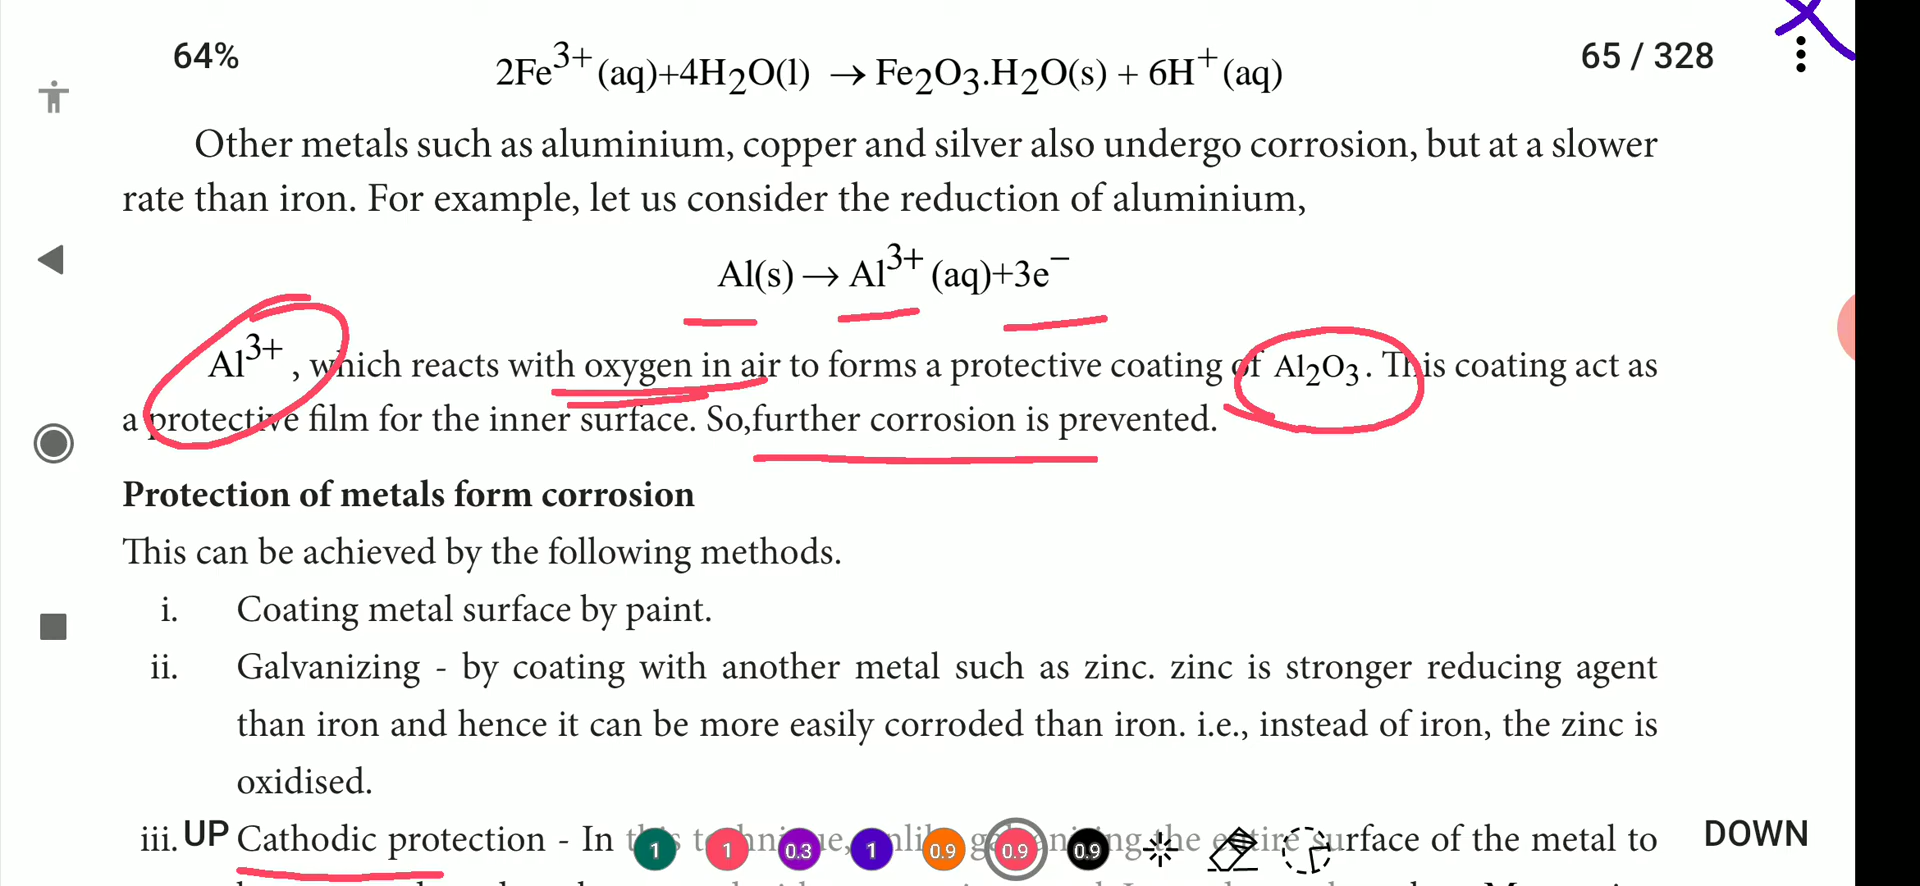 64%
65 / 328
2Fe³⁺(aq)+4H₂O(l) → Fe₂O₃.H₂O(s) + 6H⁺(aq)
Other metals such as aluminium, copper and silver also undergo corrosion, but at a slower
rate than iron. For example, let us consider the reduction of aluminium,
Al(s) → Al³⁺(aq)+3e⁻
Al³⁺, which reacts with oxygen in air to forms a protective coating of Al₂O₃. This coating act as
a protective film for the inner surface. So,further corrosion is prevented.
Protection of metals form corrosion
This can be achieved by the following methods.
i. Coating metal surface by paint.
ii. Galvanizing - by coating with another metal such as zinc. zinc is stronger reducing agent
than iron and hence it can be more easily corroded than iron. i.e., instead of iron, the zinc is
oxidised.
iii. Cathodic protection - In this technique, unlike galvanizing the entire surface of the metal to
UP
1 1 0.3 1 0.9 0.9 0.9
DOWN